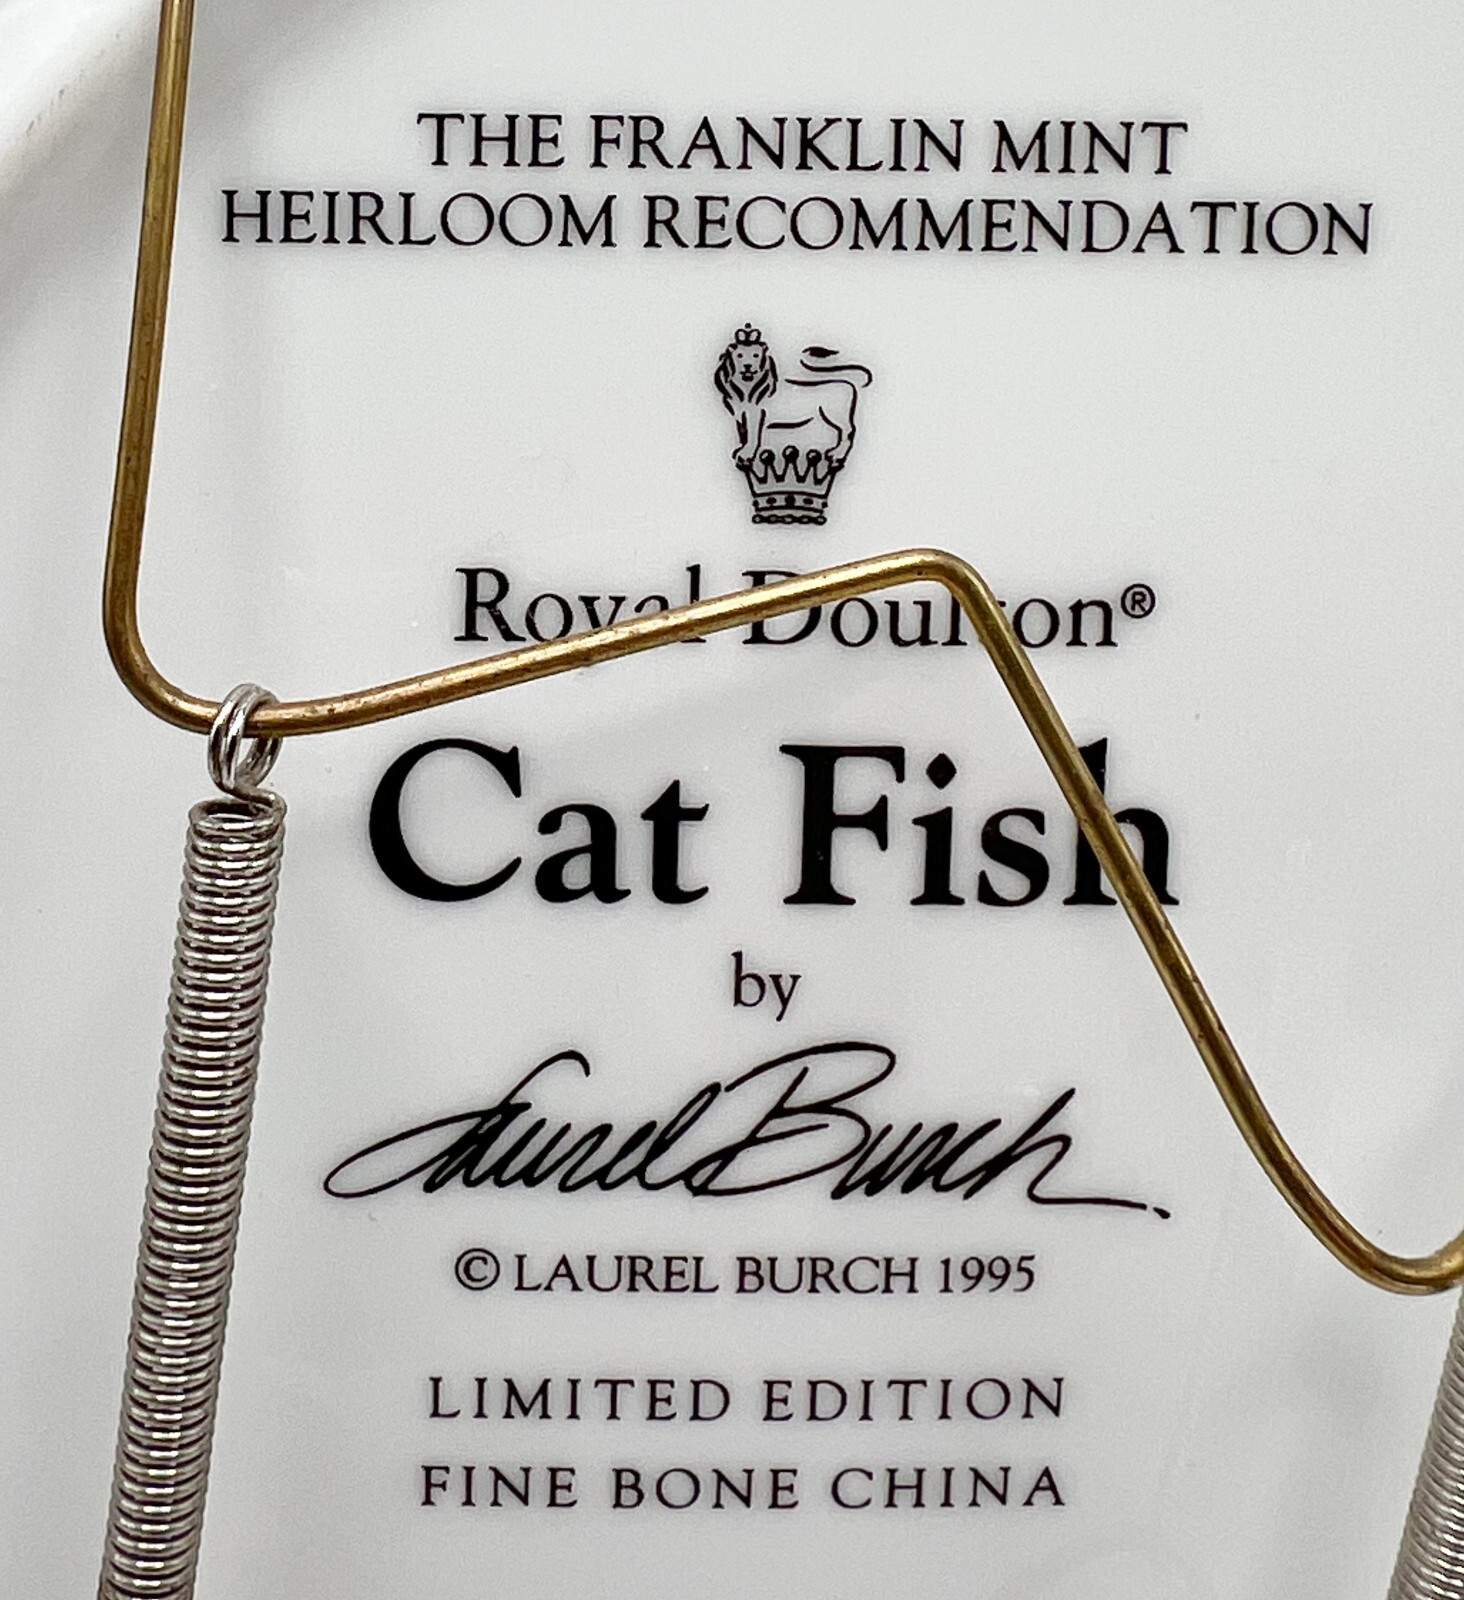 THE FRANKLIN MINT
HEIRLOOM RECOMMENDATION
Royal Doulton®
Cat Fish
by
Laurel Burch.
© LAUREL BURCH 1995
LIMITED EDITION
FINE BONE CHINA